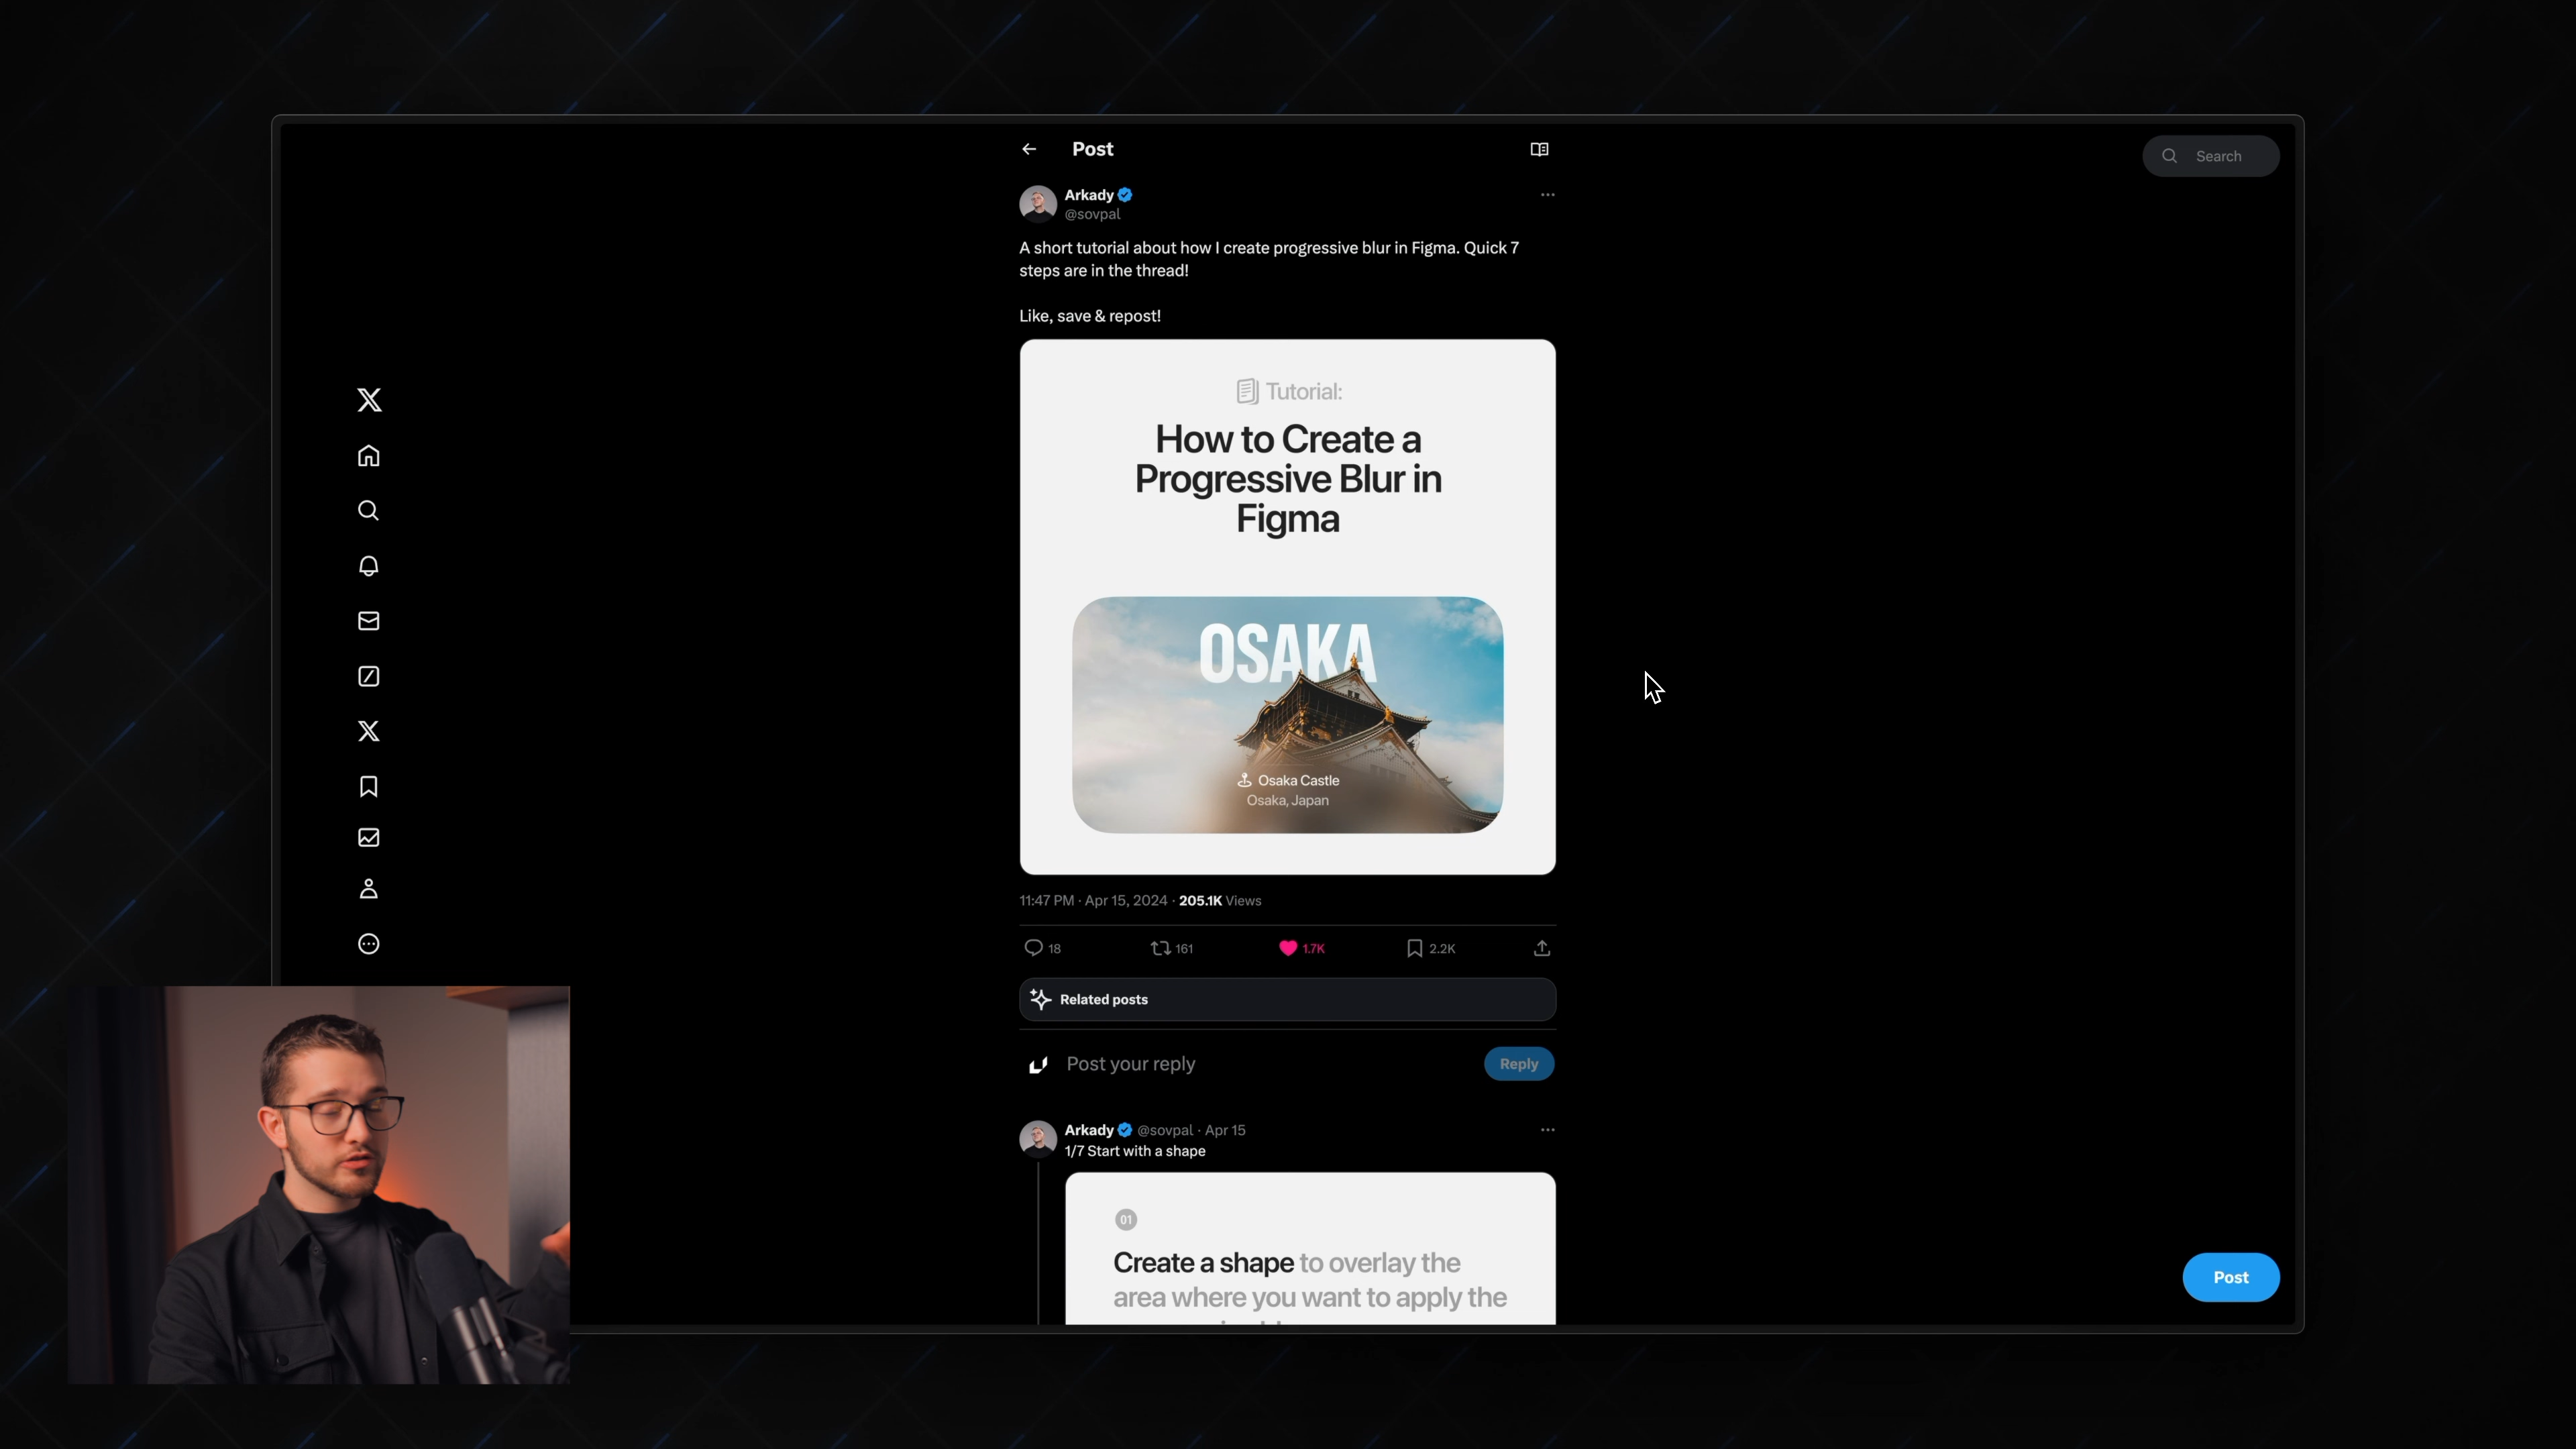 Post
Search
Arkady
@sovpal
A short tutorial about how I create progressive blur in Figma. Quick 7
steps are in the thread!
Like, save & repost!
Tutorial:
How to Create a
Progressive Blur in
Figma
OSAKA
Osaka Castle
Osaka, Japan
11:47 PM · Apr 15, 2024 · 205.1K Views
18 161 1.7K 2.2K
Related posts
Post your reply
Reply
Arkady @sovpal · Apr 15
1/7 Start with a shape
01
Create a shape to overlay the
area where you want to apply the
Post